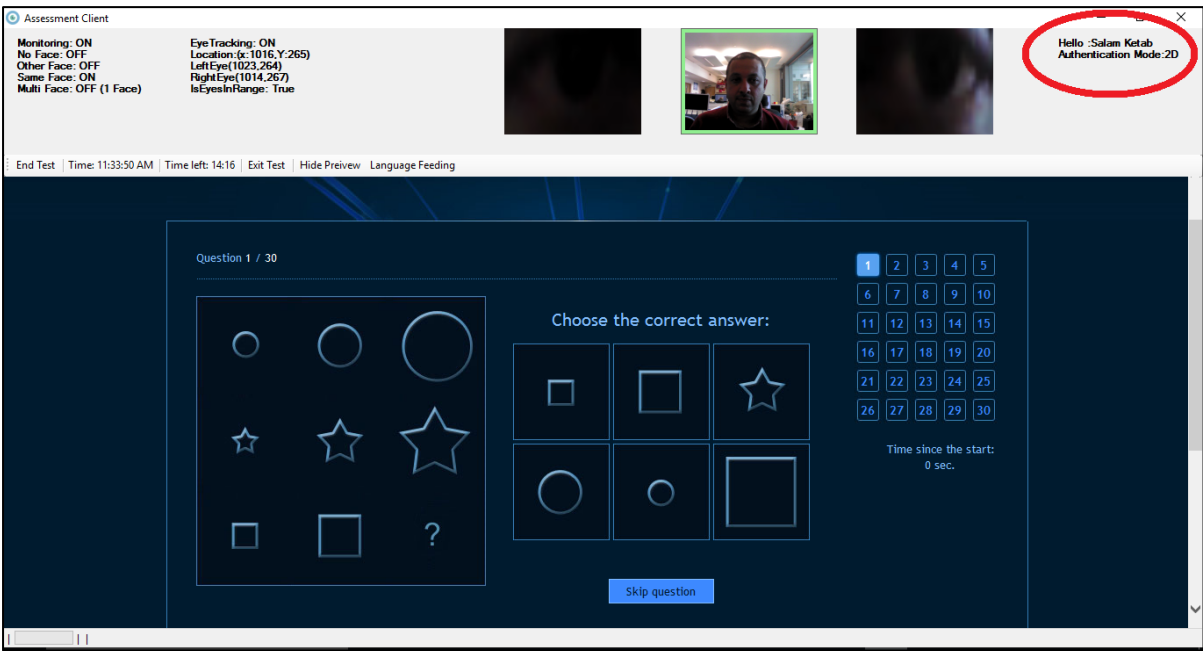 Assessment Client
Monitoring: ON
No Face: OFF
Other Face: OFF
Same Face: ON
Multi Face: OFF (1 Face)
EyeTracking: ON
Location:(x:1016,Y:265)
LeftEye(1023,264)
RightEye(1014,267)
IsEyesInRange: True
Hello :Salam Ketab
Authentication Mode:2D
End Test | Time: 11:33:50 AM | Time left: 14:16 | Exit Test | Hide Preivew Language Feeding
Question 1 / 30
Choose the correct answer:
?
Skip question
1 2 3 4 5
6 7 8 9 10
11 12 13 14 15
16 17 18 19 20
21 22 23 24 25
26 27 28 29 30
Time since the start:
0 sec.